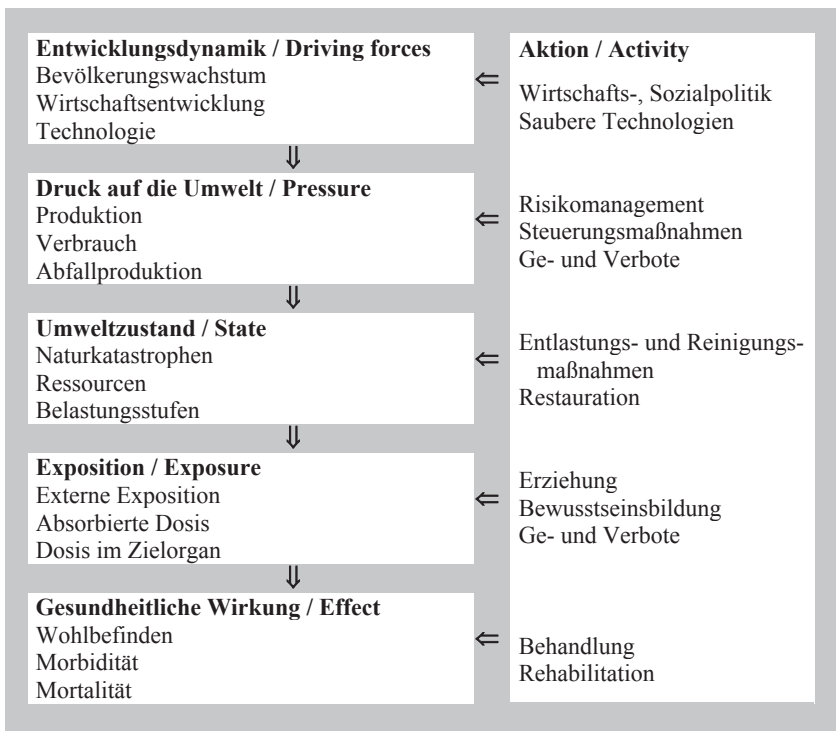 Entwicklungsdynamik / Driving forces
Bevölkerungswachstum
Wirtschaftsentwicklung
Technologie
⇓
Druck auf die Umwelt / Pressure
Produktion
Verbrauch
Abfallproduktion
⇓
Umweltzustand / State
Naturkatastrophen
Ressourcen
Belastungsstufen
⇓
Exposition / Exposure
Externe Exposition
Absorbierte Dosis
Dosis im Zielorgan
⇓
Gesundheitliche Wirkung / Effect
Wohlbefinden
Morbidität
Mortalität
Aktion / Activity
⇐ Wirtschafts-, Sozialpolitik
Saubere Technologien
⇐ Risikomanagement
Steuerungsmaßnahmen
Ge- und Verbote
⇐ Entlastungs- und Reinigungs-
maßnahmen
Restauration
⇐ Erziehung
Bewusstseinsbildung
Ge- und Verbote
⇐ Behandlung
Rehabilitation